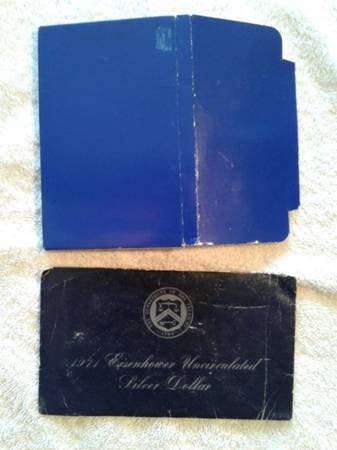 1971 Eisenhower Uncirculated
Silver Dollar